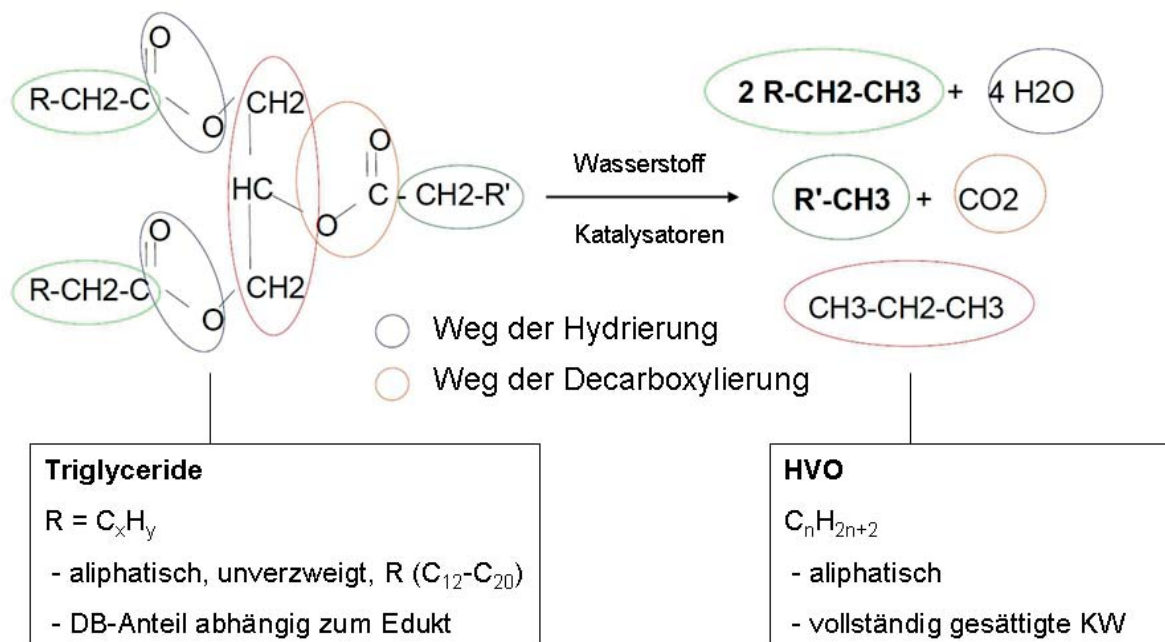 O
R-CH2-C
O
CH2
HC
O
C
CH2-R'
O
O
R-CH2-C
O
CH2
Wasserstoff
Katalysatoren
2 R-CH2-CH3 + 4 H2O
R'-CH3 + CO2
CH3-CH2-CH3
Weg der Hydrierung
Weg der Decarboxylierung
Triglyceride
R = CxHy
- aliphatisch, unverzweigt, R (C12-C20)
- DB-Anteil abhängig zum Edukt
HVO
CnH2n+2
- aliphatisch
- vollständig gesättigte KW